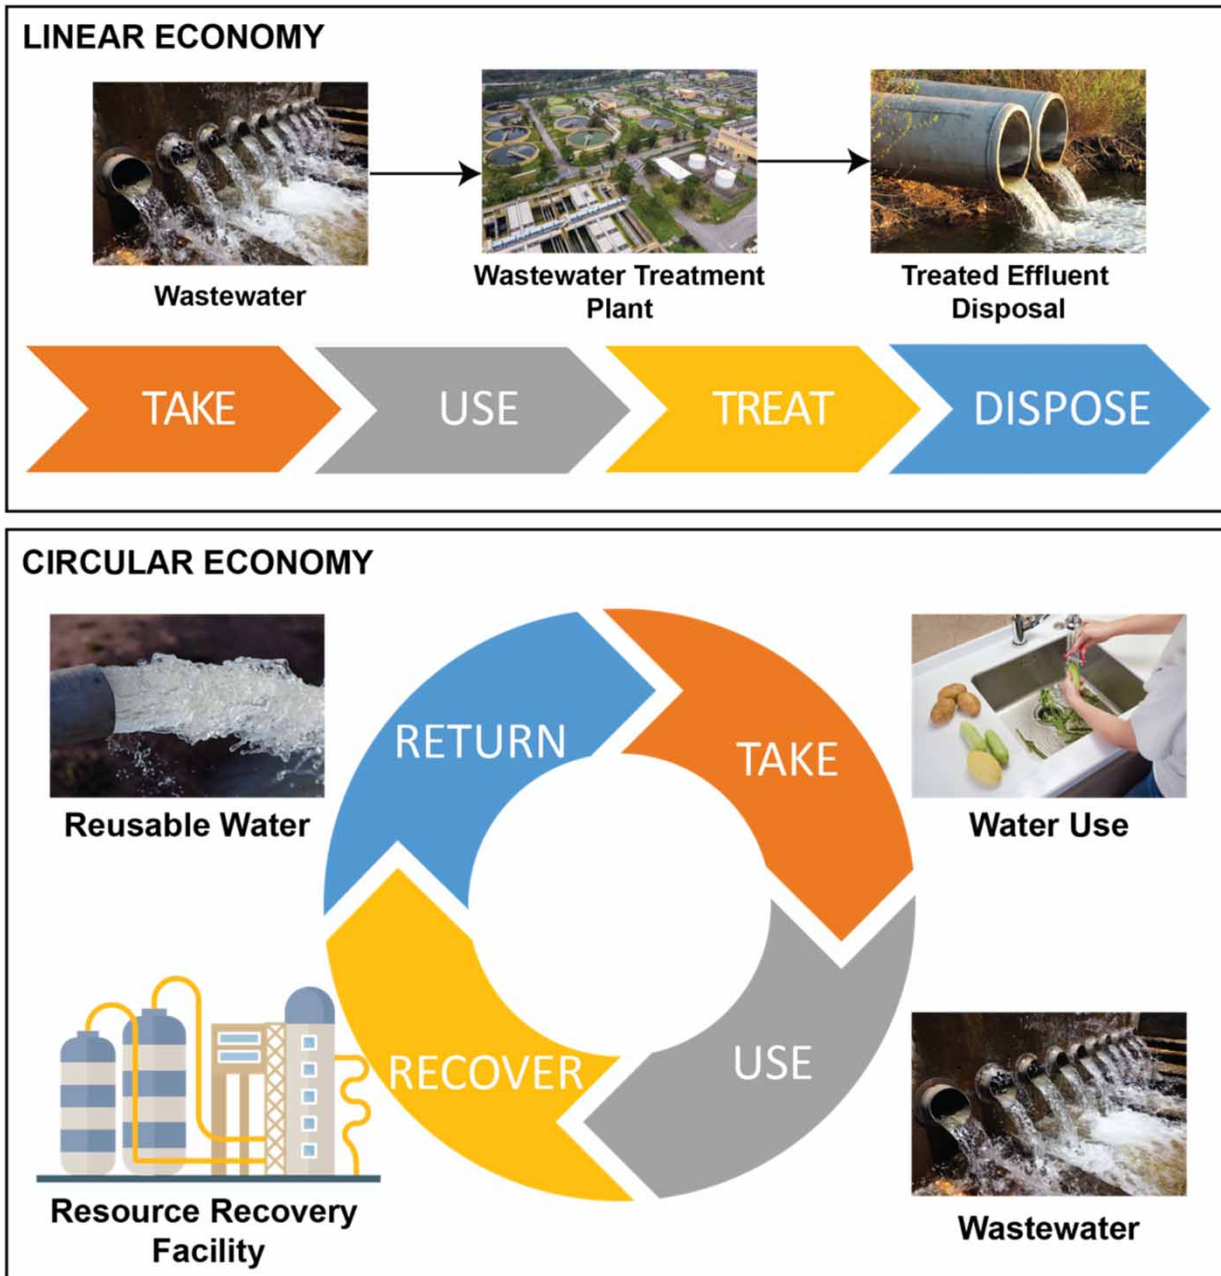 LINEAR ECONOMY
Wastewater
Wastewater Treatment
Plant
Treated Effluent
Disposal
TAKE
USE
TREAT
DISPOSE
CIRCULAR ECONOMY
RETURN
TAKE
Reusable Water
Water Use
RECOVER
USE
Resource Recovery
Facility
Wastewater